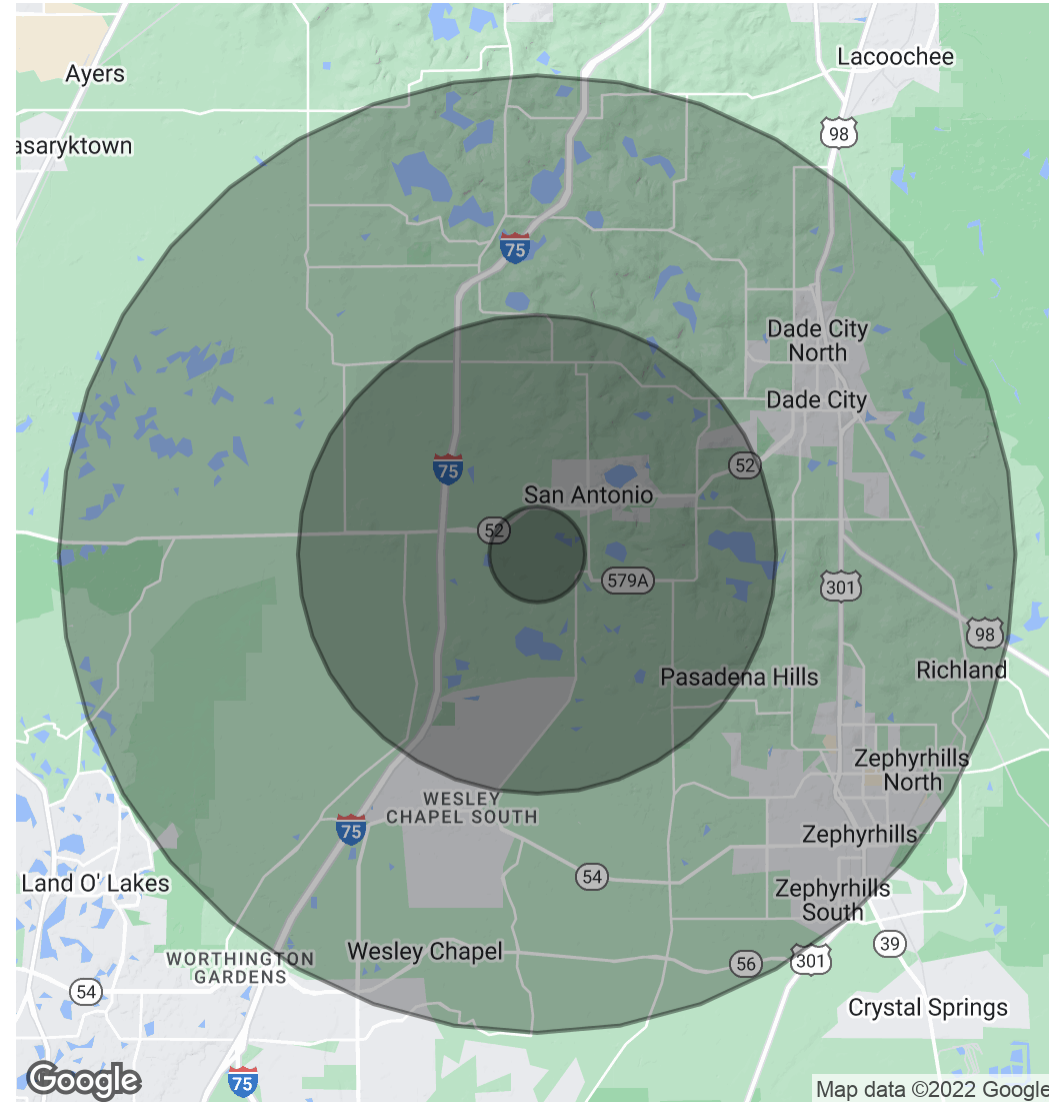 Lacoochee
Ayers
98
asaryktown
75
Dade City
North
Dade City
52
75
San Antonio
52
579A
301
98
Richland
Pasadena Hills
Zephyrhills
North
WESLEY
CHAPEL SOUTH
75
Zephyrhills
54
Land O' Lakes
Zephyrhills
South
39
Wesley Chapel
WORTHINGTON
GARDENS
56
301
54
Crystal Springs
Google
75
Map data ©2022 Google